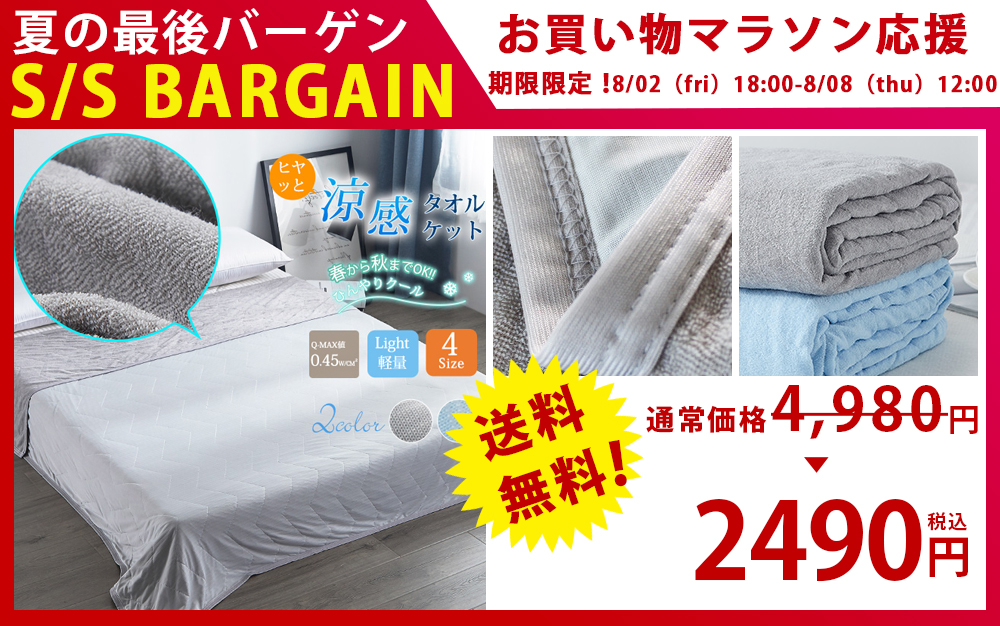 夏の最後バーゲン
S/S BARGAIN
お買い物マラソン応援
期限限定!8/02（fri）18:00-8/08（thu）12:00
ヒヤ
ッと
涼感
タオル
ケット
春から秋までOK!!
ひんやりクール
Q-MAX値
0.45W/CM²
Light
軽量
4
Size
2color
送料
無料!
通常価格4,980円
▼
2490円
税込